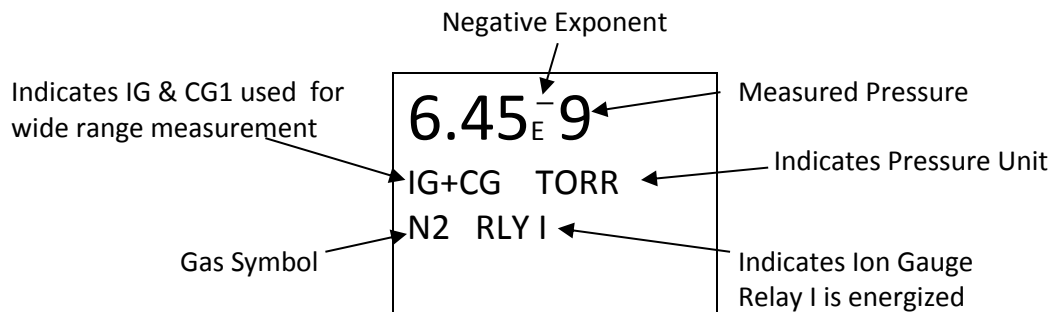 Negative Exponent
Indicates IG & CG1 used for
wide range measurement
6.45E-9
Measured Pressure
IG+CG TORR
Indicates Pressure Unit
N2 RLY I
Gas Symbol
Indicates Ion Gauge
Relay I is energized